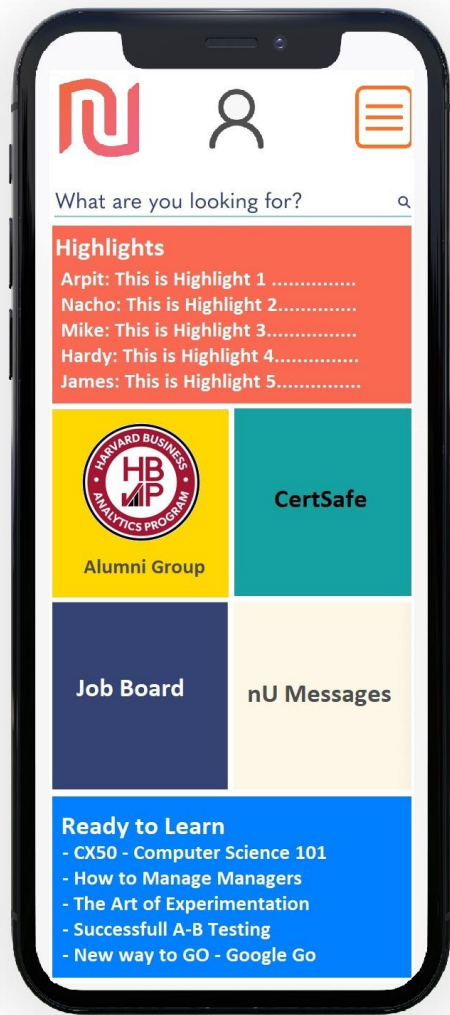 nU
What are you looking for?
Highlights
Arpit: This is Highlight 1 ...............
Nacho: This is Highlight 2..............
Mike: This is Highlight 3................
Hardy: This is Highlight 4...............
James: This is Highlight 5...............
HARVARD BUSINESS
HB
AP
ANALYTICS PROGRAM
Alumni Group
CertSafe
Job Board
nU Messages
Ready to Learn
- CX50 - Computer Science 101
- How to Manage Managers
- The Art of Experimentation
- Successfull A-B Testing
- New way to GO - Google Go